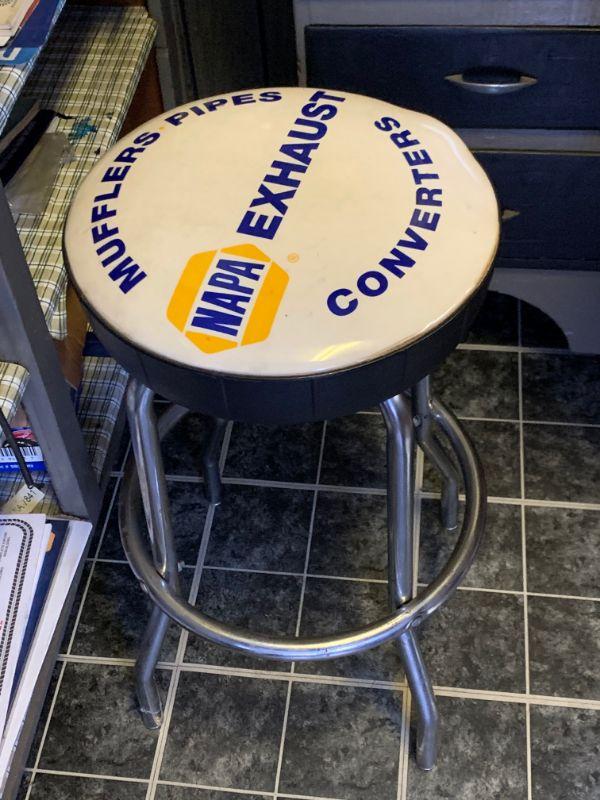 MUFFLERS · PIPES
NAPA EXHAUST
®
CONVERTERS